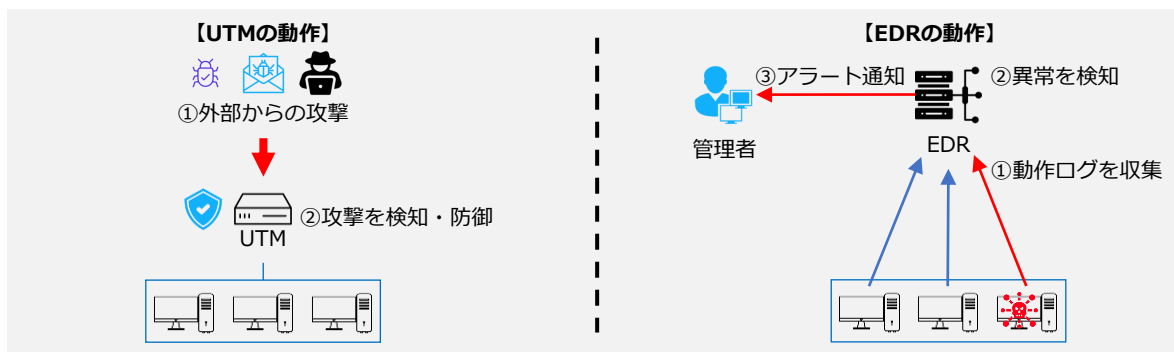 【UTMの動作】
①外部からの攻撃
②攻撃を検知・防御
UTM
【EDRの動作】
③アラート通知
②異常を検知
管理者
EDR
①動作ログを収集